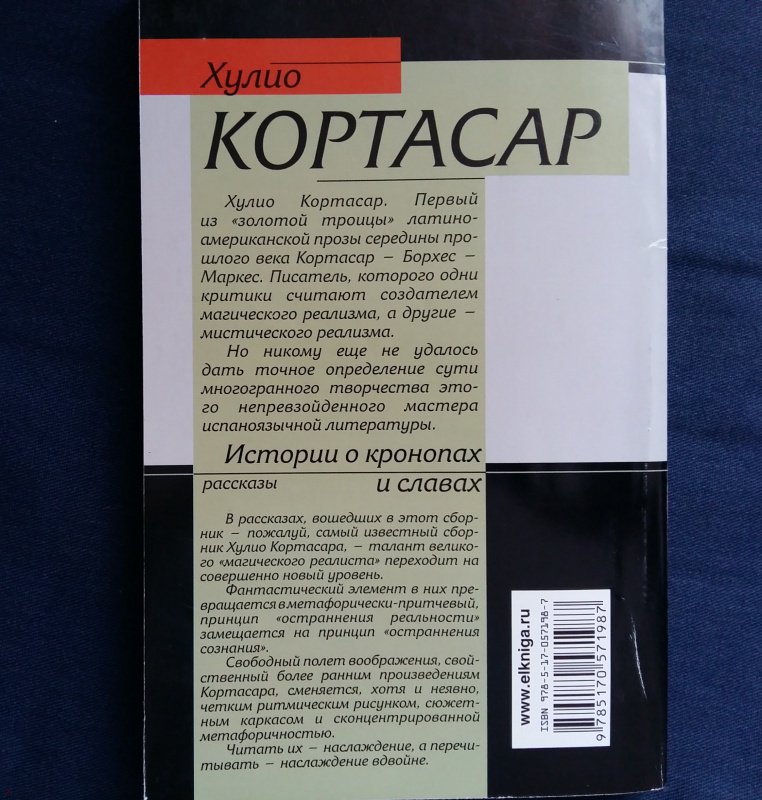 Хулио
КОРТАСАР
Хулио Кортасар. Первый
из «золотой троицы» латино-
американской прозы середины про-
шлого века Кортасар – Борхес –
Маркес. Писатель, которого одни
критики считают создателем
магического реализма, а другие –
мистического реализма.
Но никому еще не удалось
дать точное определение сути
многогранного творчества это-
го непревзойденного мастера
испаноязычной литературы.
Истории о кронопах
рассказы и славах
В рассказах, вошедших в этот сбор-
ник – пожалуй, самый известный сбор-
ник Хулио Кортасара, – талант велико-
го «магического реалиста» переходит на
совершенно новый уровень.
Фантастический элемент в них пре-
вращается в метафорически-притчевый,
принцип "остраннения реальности"
замещается на принцип "остраннения
сознания".
Свободный полет воображения, свой-
ственный более ранним произведениям
Кортасара, сменяется, хотя и неявно,
четким ритмическим рисунком, сюжет-
ным каркасом и сконцентрированной
метафоричностью.
Читать их – наслаждение, а перечи-
тывать – наслаждение вдвойне.
www.elkniga.ru
ISBN 978-5-17-057198-7
9 785170 571987